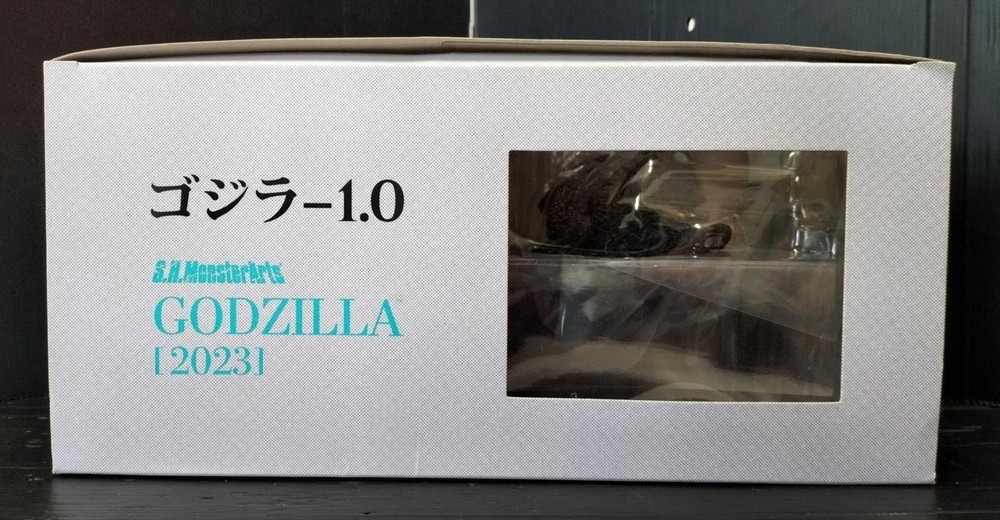 ゴジラ-1.0
S.H.MonsterArts
GODZILLA
[2023]